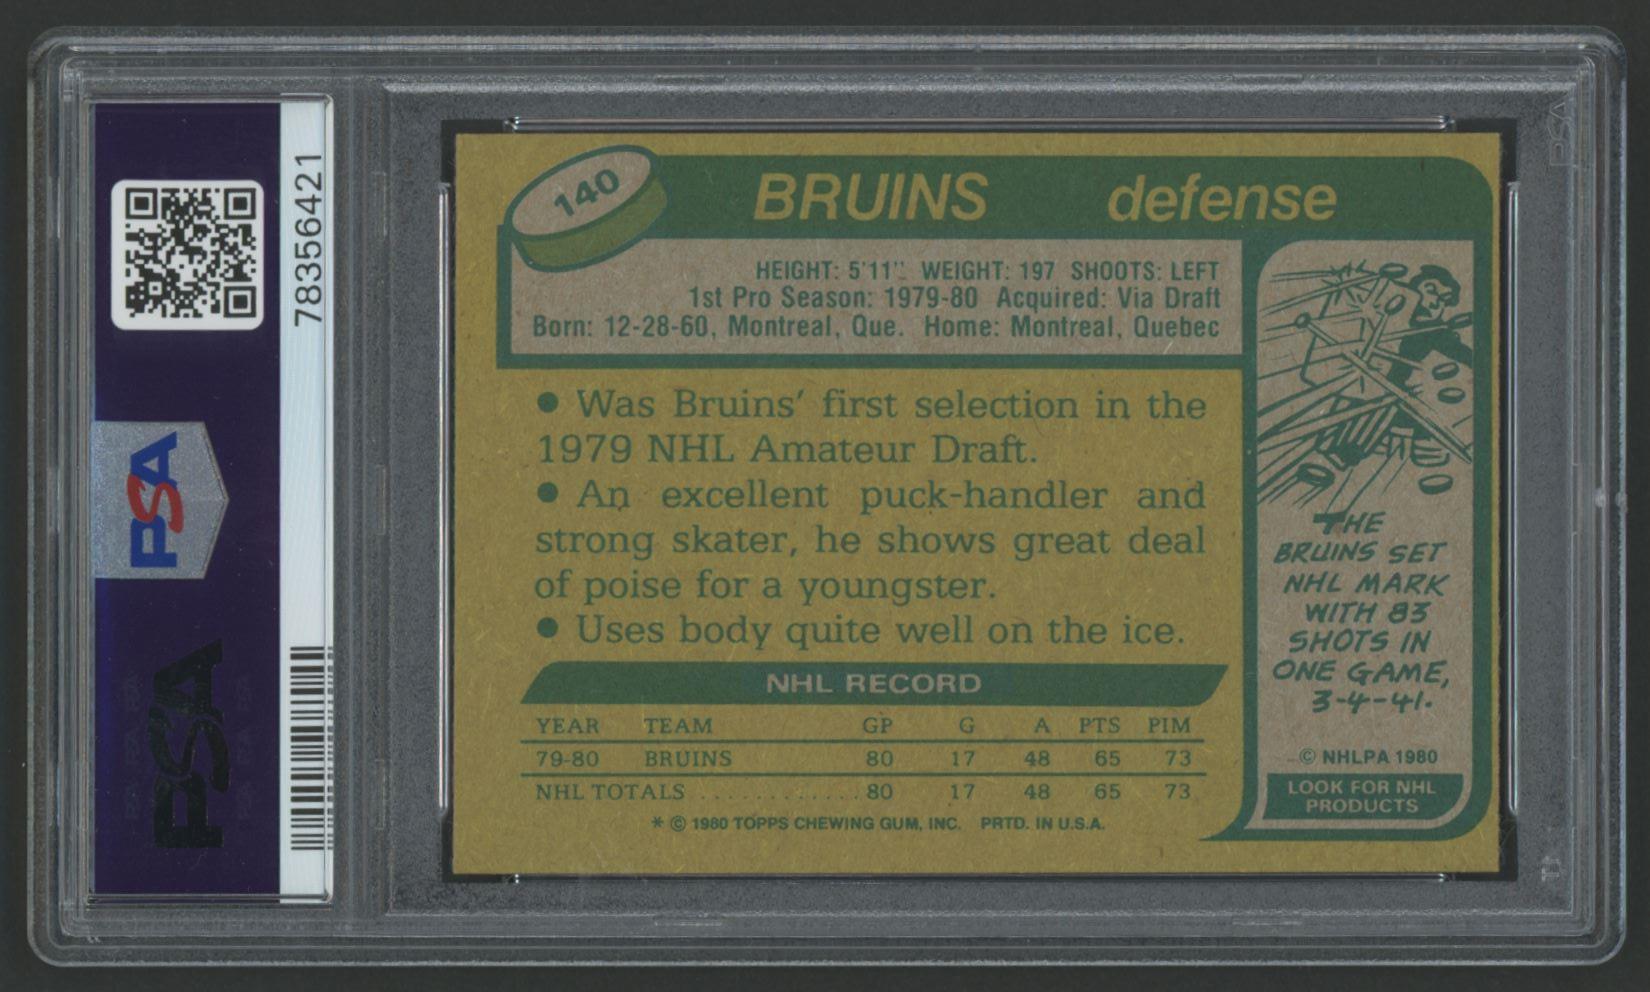 78356421
PSA
PSA
PSA
140
BRUINS defense
HEIGHT: 5'11" WEIGHT: 197 SHOOTS: LEFT
1st Pro Season: 1979-80 Acquired: Via Draft
Born: 12-28-60, Montreal, Que. Home: Montreal, Quebec
• Was Bruins' first selection in the
1979 NHL Amateur Draft.
• An excellent puck-handler and
strong skater, he shows great deal
of poise for a youngster.
• Uses body quite well on the ice.
NHL RECORD
YEAR TEAM GP G A PTS PIM
79-80 BRUINS 80 17 48 65 73
NHL TOTALS ............ 80 17 48 65 73
* © 1980 TOPPS CHEWING GUM, INC. PRTD. IN U.S.A.
THE
BRUINS SET
NHL MARK
WITH 83
SHOTS IN
ONE GAME,
3-4-41.
© NHLPA 1980
LOOK FOR NHL
PRODUCTS